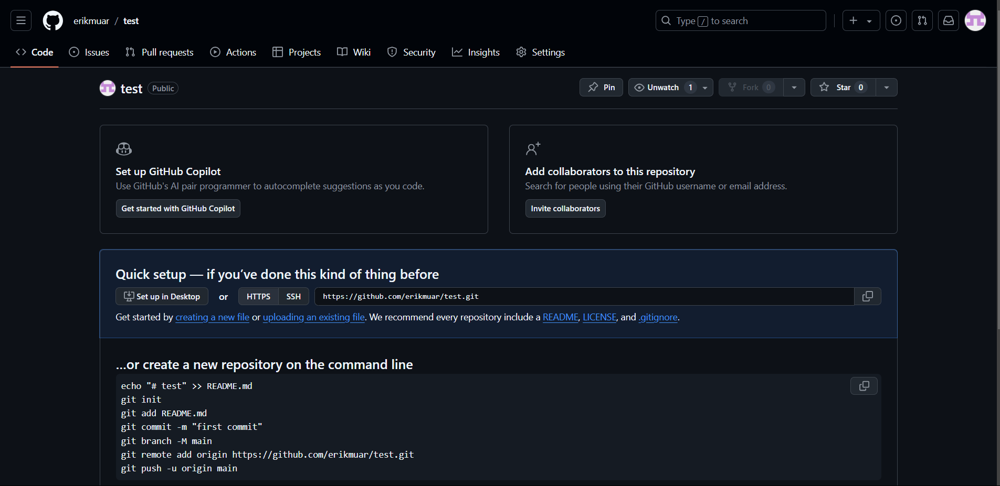 erikmuar / test
Type / to search
Code Issues Pull requests Actions Projects Wiki Security Insights Settings
test Public
Pin Unwatch 1 Fork 0 Star 0
Set up GitHub Copilot
Use GitHub's AI pair programmer to autocomplete suggestions as you code.
Get started with GitHub Copilot
Add collaborators to this repository
Search for people using their GitHub username or email address.
Invite collaborators
Quick setup — if you’ve done this kind of thing before
Set up in Desktop or HTTPS SSH https://github.com/erikmuar/test.git
Get started by creating a new file or uploading an existing file. We recommend every repository include a README, LICENSE, and .gitignore.
…or create a new repository on the command line
echo "# test" >> README.md
git init
git add README.md
git commit -m "first commit"
git branch -M main
git remote add origin https://github.com/erikmuar/test.git
git push -u origin main